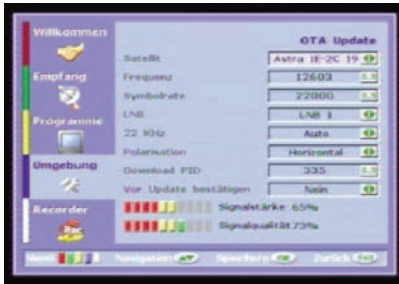 Willkommen
OTA Update
Satellit Astra 1E-2C 19
Empfang
Frequenz 12603
Symbolrate 22000
LNB LNB 1
Programme
22 KHz Auto
Polarisation Horizontal
Umgebung
Download PID 335
Vor Update bestätigen Nein
Recorder
Signalstärke 65%
Signalqualität 73%
Menü Navigation Speichern OK Zurück